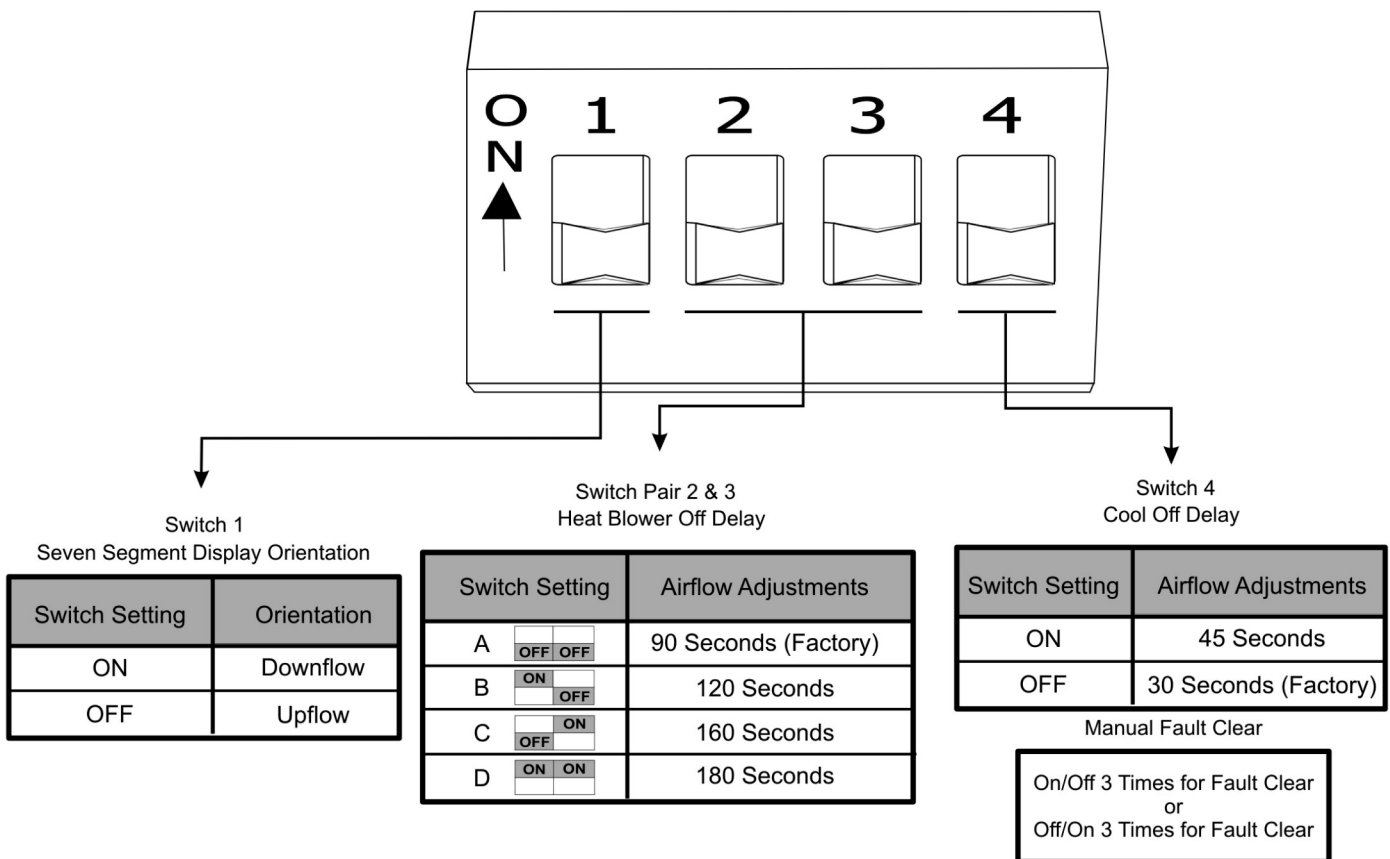 ON 1 2 3 4
Switch 1
Seven Segment Display Orientation
Switch Setting Orientation
ON Downflow
OFF Upflow
Switch Pair 2 & 3
Heat Blower Off Delay
Switch Setting Airflow Adjustments
A OFF OFF 90 Seconds (Factory)
B ON OFF 120 Seconds
C OFF ON 160 Seconds
D ON ON 180 Seconds
Switch 4
Cool Off Delay
Switch Setting Airflow Adjustments
ON 45 Seconds
OFF 30 Seconds (Factory)
Manual Fault Clear
On/Off 3 Times for Fault Clear
or
Off/On 3 Times for Fault Clear